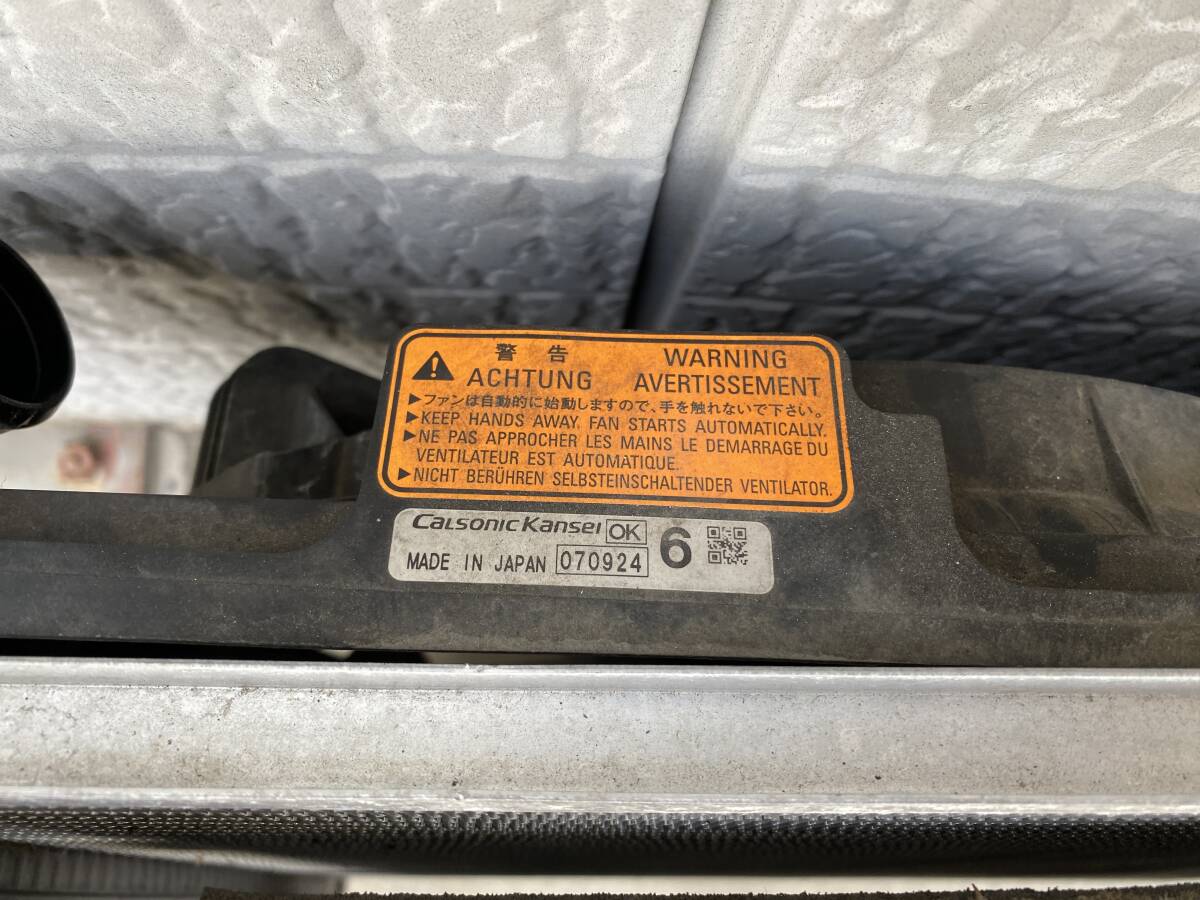 警告 WARNING
ACHTUNG AVERTISSEMENT
▶ファンは自動的に始動しますので、手を触れないで下さい。
▶KEEP HANDS AWAY. FAN STARTS AUTOMATICALLY.
▶NE PAS APPROCHER LES MAINS LE DEMARRAGE DU
VENTILATEUR EST AUTOMATIQUE.
▶NICHT BERÜHREN SELBSTEINSCHALTENDER VENTILATOR.
CALSONIC KANSEI OK 6
MADE IN JAPAN 070924